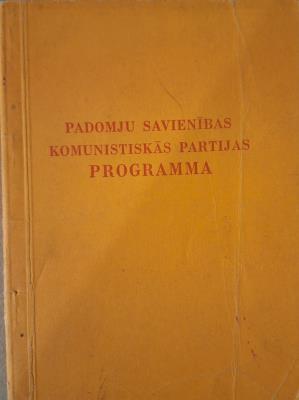 PADOMJU SAVIENĪBAS
KOMUNISTISKĀS PARTIJAS
PROGRAMMA